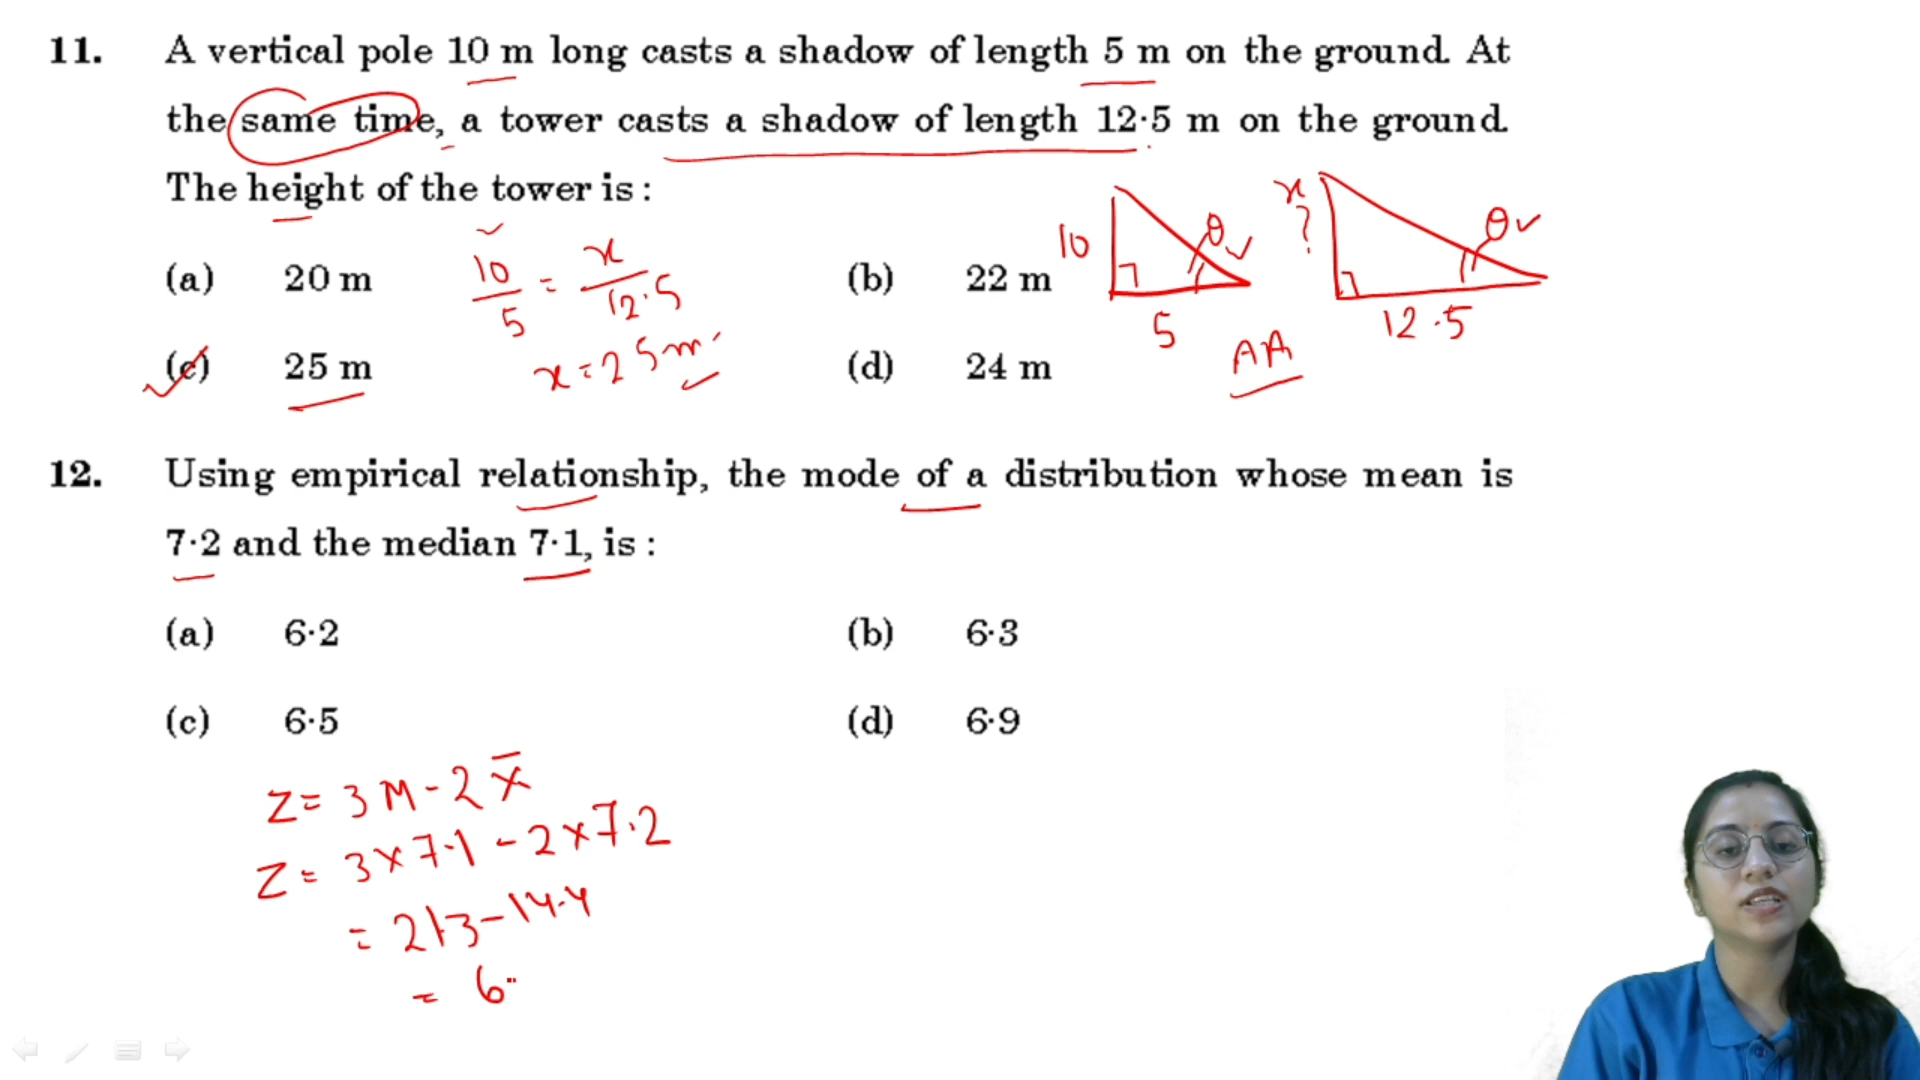 11. A vertical pole 10 m long casts a shadow of length 5 m on the ground. At
the same time, a tower casts a shadow of length 12·5 m on the ground.
The height of the tower is :
(a) 20 m (b) 22 m
(c) 25 m (d) 24 m
10/5 = x/12.5
x = 25m.
10
θ
5
x
?
θ
12.5
AA
12. Using empirical relationship, the mode of a distribution whose mean is
7·2 and the median 7·1, is :
(a) 6·2 (b) 6·3
(c) 6·5 (d) 6·9
Z = 3M - 2x̄
Z = 3×7.1 - 2×7.2
= 21.3 - 14.4
= 6.